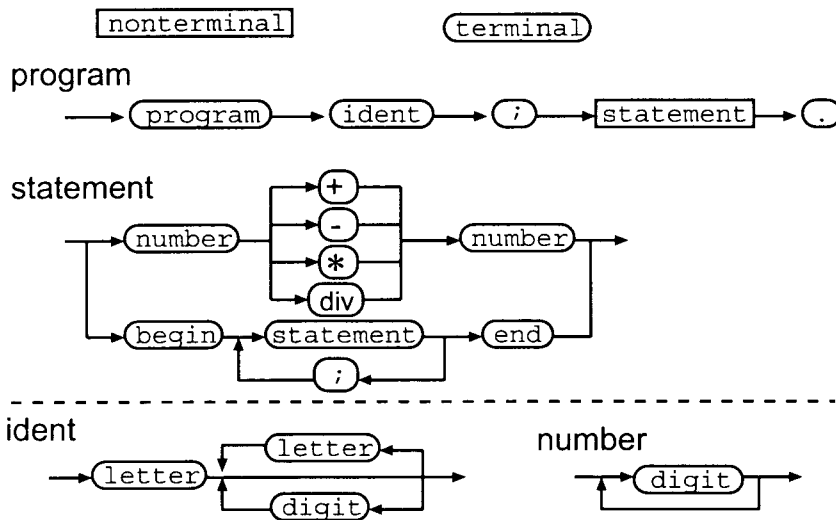 nonterminal terminal
program
program ident ; statement .
statement
+
-
number * number
div
begin statement end
;
ident
letter
letter
digit
number
digit